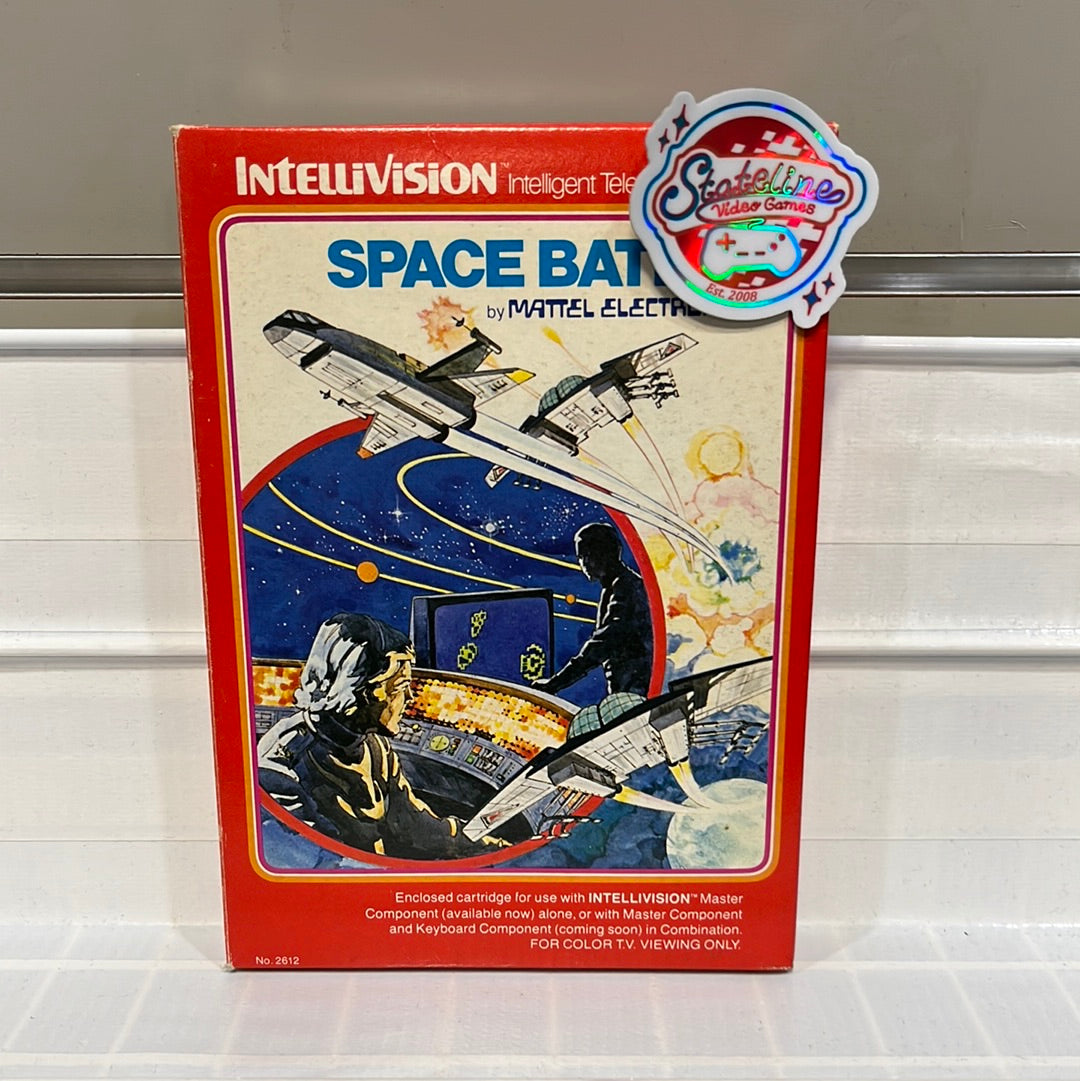 INTELLIVISION™ Intelligent Tele
Stateline
Video Games
Est. 2008
SPACE BAT
by MATTEL ELECTR
Enclosed cartridge for use with INTELLIVISION™ Master
Component (available now) alone, or with Master Component
and Keyboard Component (coming soon) in Combination.
FOR COLOR T.V. VIEWING ONLY.
No. 2612